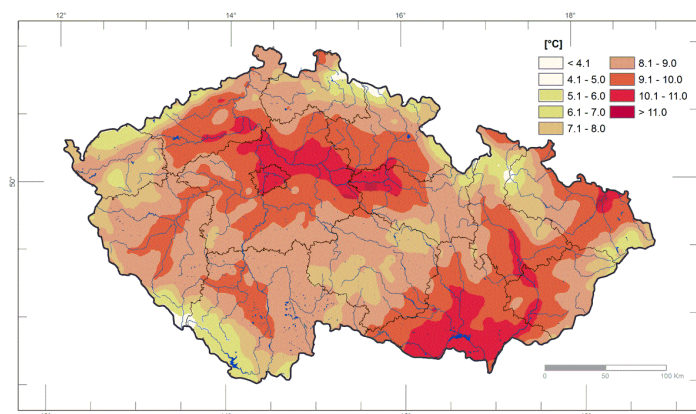 12° 14° 16° 18°
[°C]
< 4.1 8.1 - 9.0
4.1 - 5.0 9.1 - 10.0
5.1 - 6.0 10.1 - 11.0
6.1 - 7.0 > 11.0
7.1 - 8.0
50°
0 50 100 Km